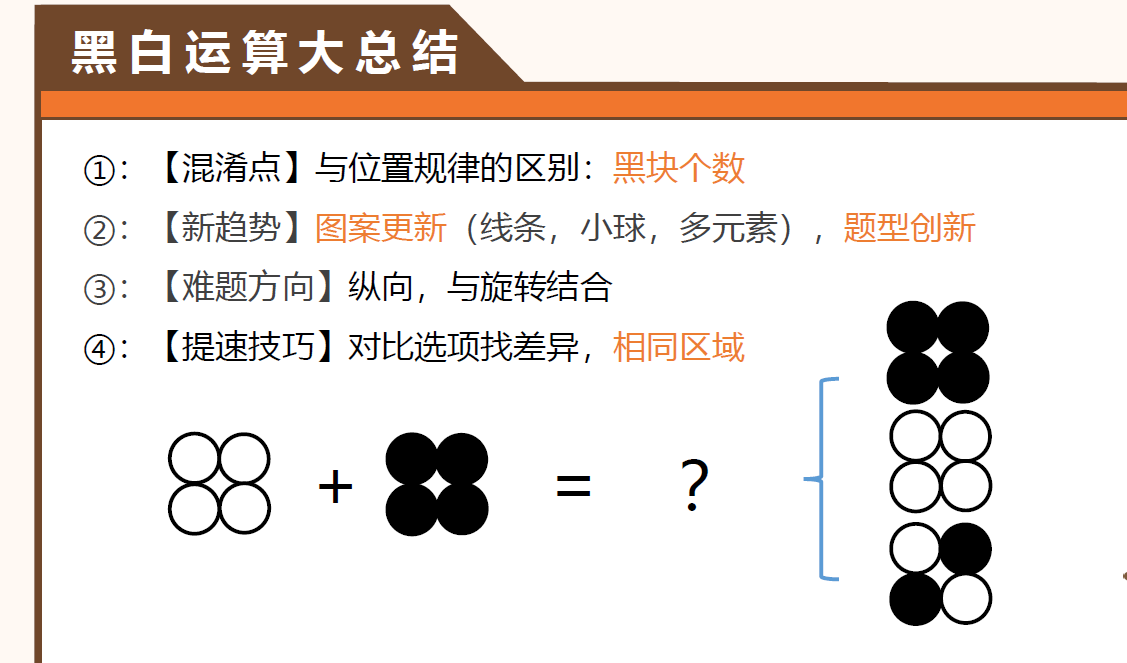 黑白运算大总结
①：【混淆点】与位置规律的区别：黑块个数
②：【新趋势】图案更新（线条，小球，多元素），题型创新
③：【难题方向】纵向，与旋转结合
④：【提速技巧】对比选项找差异，相同区域
+ = ？